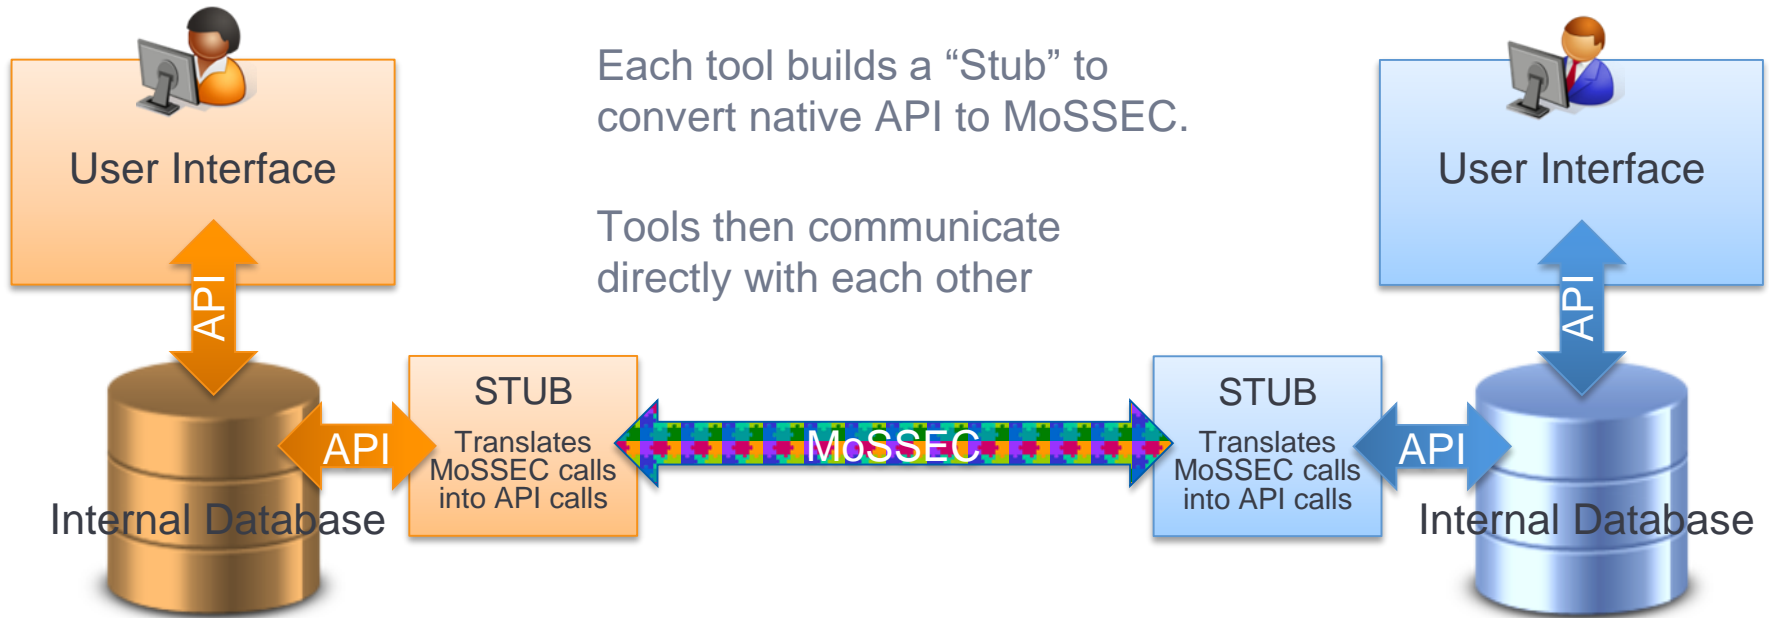 Each tool builds a “Stub” to
convert native API to MoSSEC.
User Interface
User Interface
Tools then communicate
directly with each other
API
API
STUB
STUB
API
Translates
MoSSEC calls
into API calls
MoSSEC
Translates
MoSSEC calls
into API calls
API
Internal Database
Internal Database